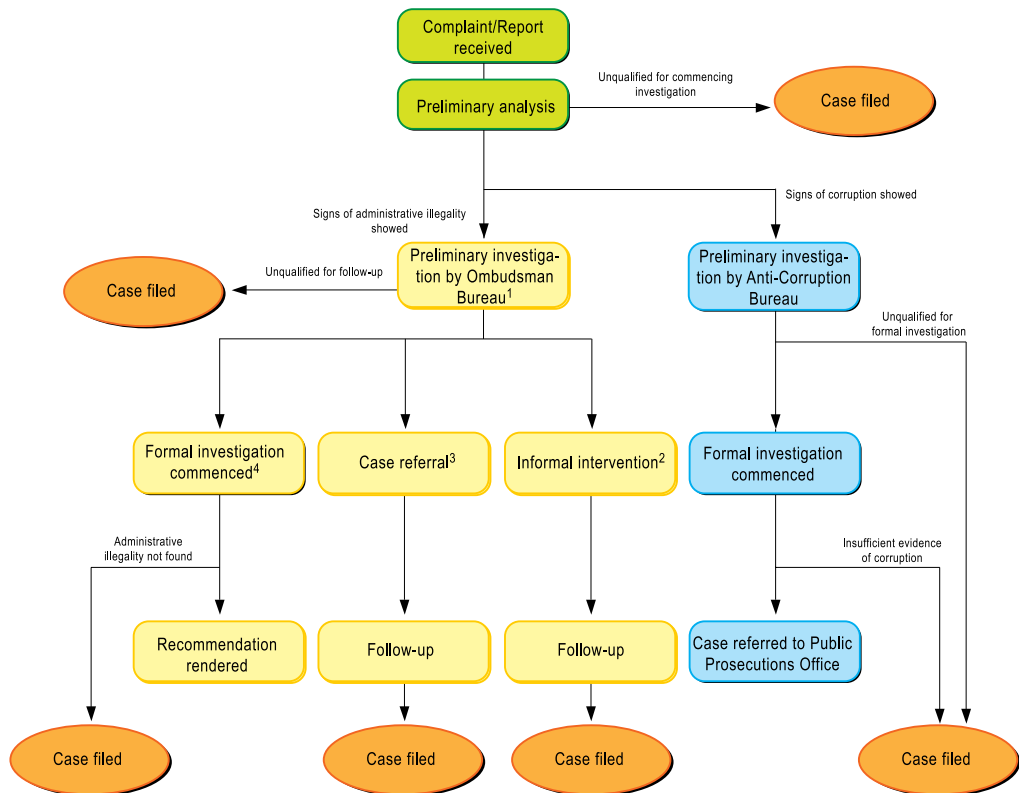 Complaint/Report
received
Unqualified for commencing
investigation
Preliminary analysis
Case filed
Signs of administrative illegality
showed
Signs of corruption showed
Preliminary investiga-
tion by Ombudsman
Bureau1
Unqualified for follow-up
Case filed
Preliminary investiga-
tion by Anti-Corruption
Bureau
Unqualified for
formal investigation
Formal investigation
commenced4
Case referral3
Informal intervention2
Formal investigation
commenced
Administrative
illegality not found
Insufficient evidence
of corruption
Recommendation
rendered
Follow-up
Follow-up
Case referred to Public
Prosecutions Office
Case filed
Case filed
Case filed
Case filed